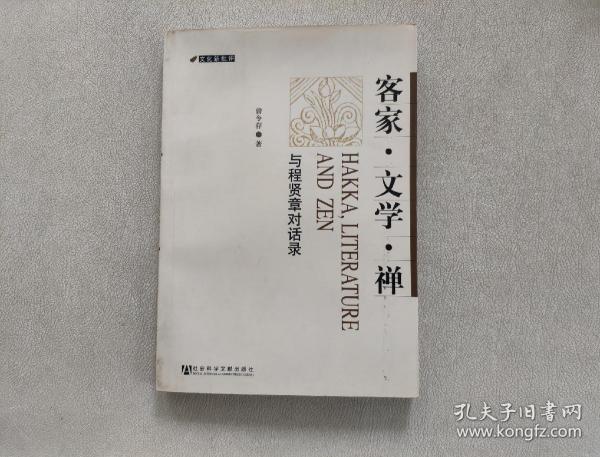 文化新批评
客家·文学·禅
曾令存 著
HAKKA, LITERATURE
AND ZEN
与程贤章对话录
社会科学文献出版社
孔夫子旧书网
www.kongfz.com